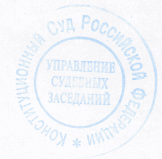 КОНСТИТУЦИОННЫЙ СУД РОССИЙСКОЙ ФЕДЕРАЦИИ *
УПРАВЛЕНИЕ
СУДЕБНЫХ
ЗАСЕДАНИЙ